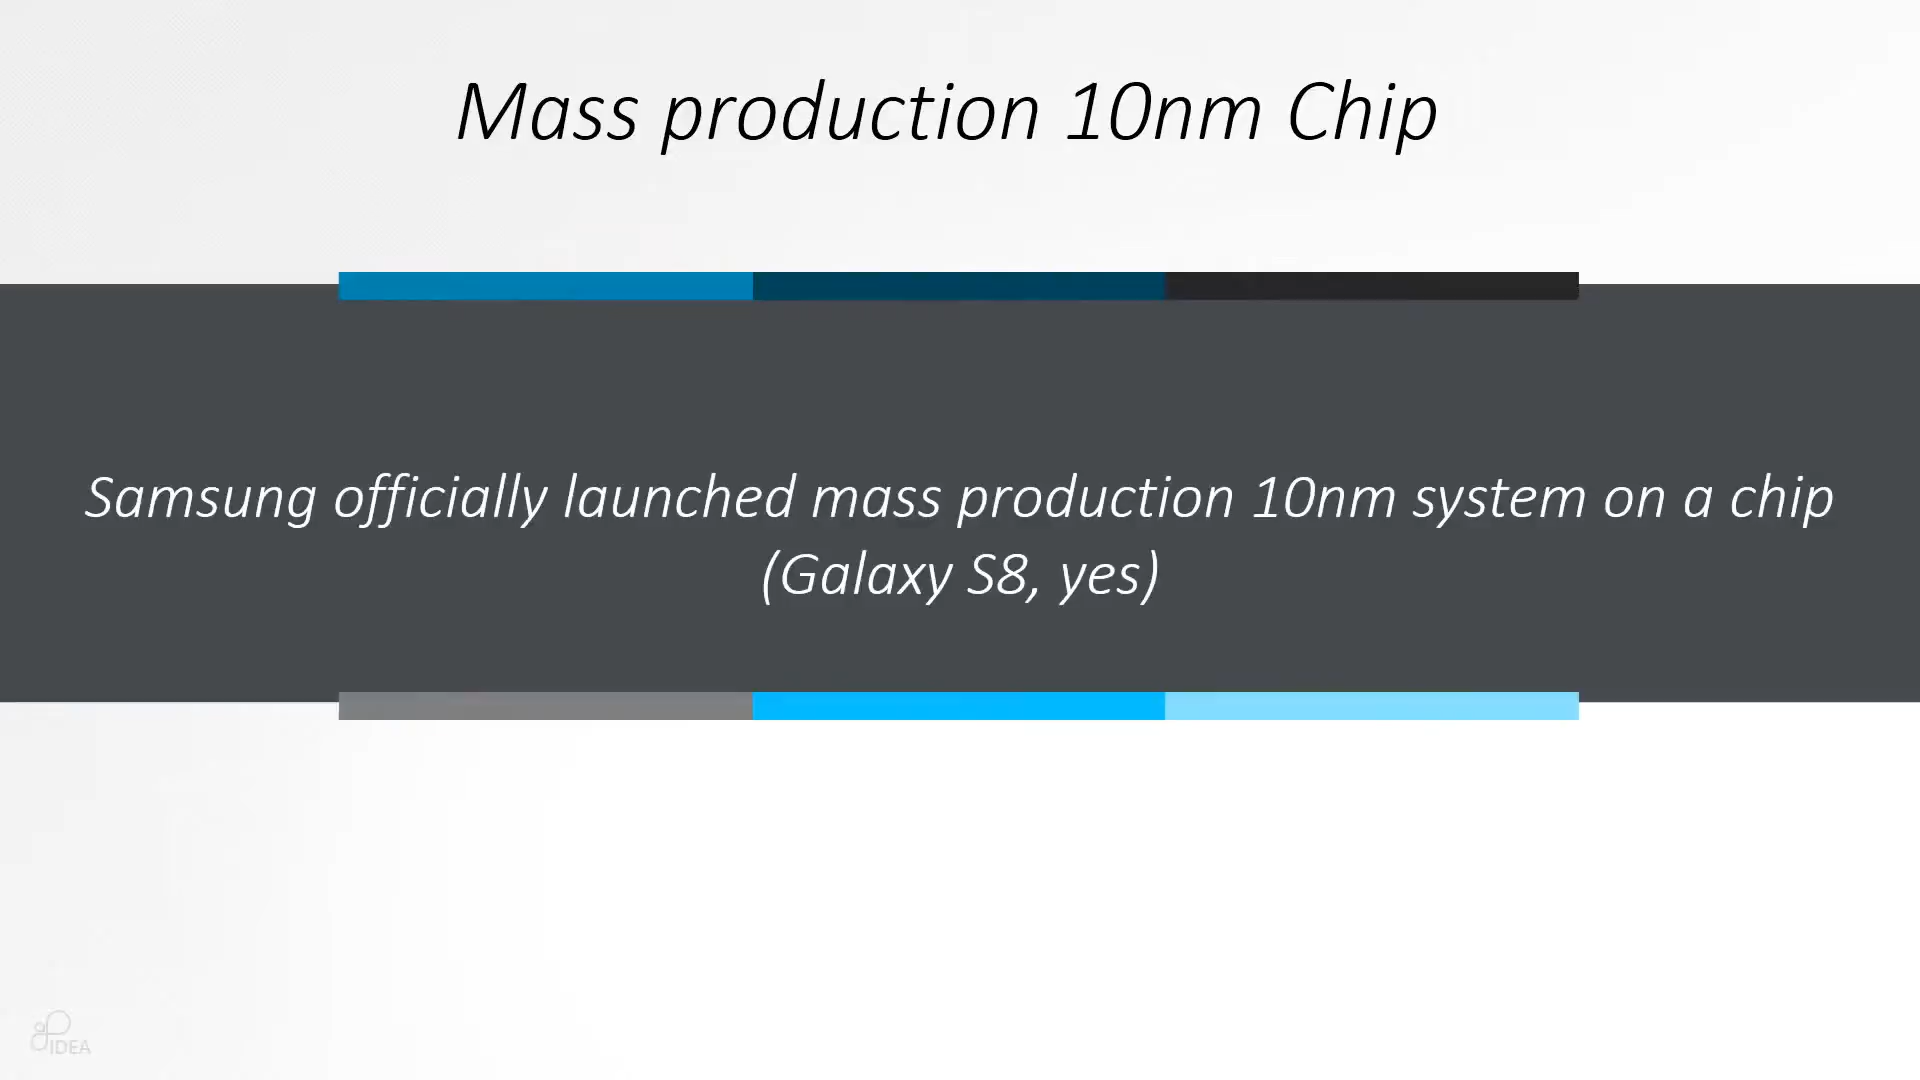 Mass production 10nm Chip
Samsung officially launched mass production 10nm system on a chip
(Galaxy S8, yes)
IDEA